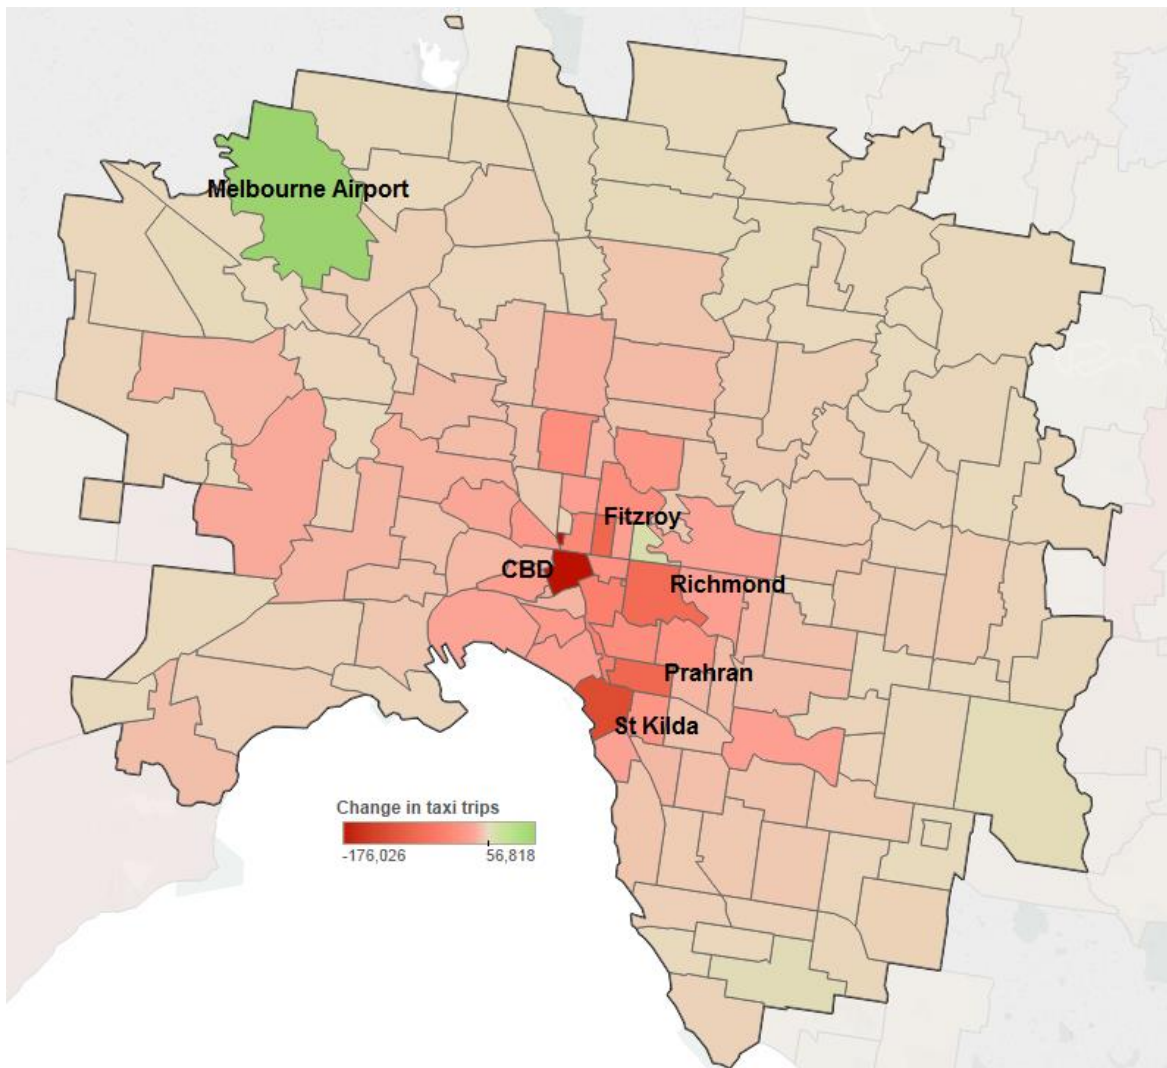 Melbourne Airport
Fitzroy
CBD
Richmond
Prahran
St Kilda
Change in taxi trips
-176,026 56,818